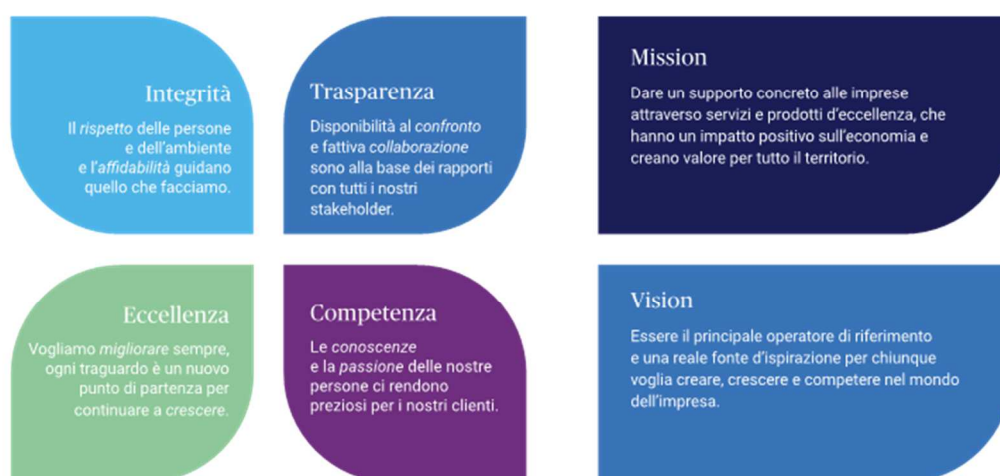 Integrità
Il rispetto delle persone
e dell'ambiente
e l'affidabilità guidano
quello che facciamo.
Trasparenza
Disponibilità al confronto
e fattiva collaborazione
sono alla base dei rapporti
con tutti i nostri
stakeholder.
Mission
Dare un supporto concreto alle imprese
attraverso servizi e prodotti d'eccellenza, che
hanno un impatto positivo sull'economia e
creano valore per tutto il territorio.
Eccellenza
Vogliamo migliorare sempre,
ogni traguardo è un nuovo
punto di partenza per
continuare a crescere.
Competenza
Le conoscenze
e la passione delle nostre
persone ci rendono
preziosi per i nostri clienti.
Vision
Essere il principale operatore di riferimento
e una reale fonte d'ispirazione per chiunque
voglia creare, crescere e competere nel mondo
dell'impresa.